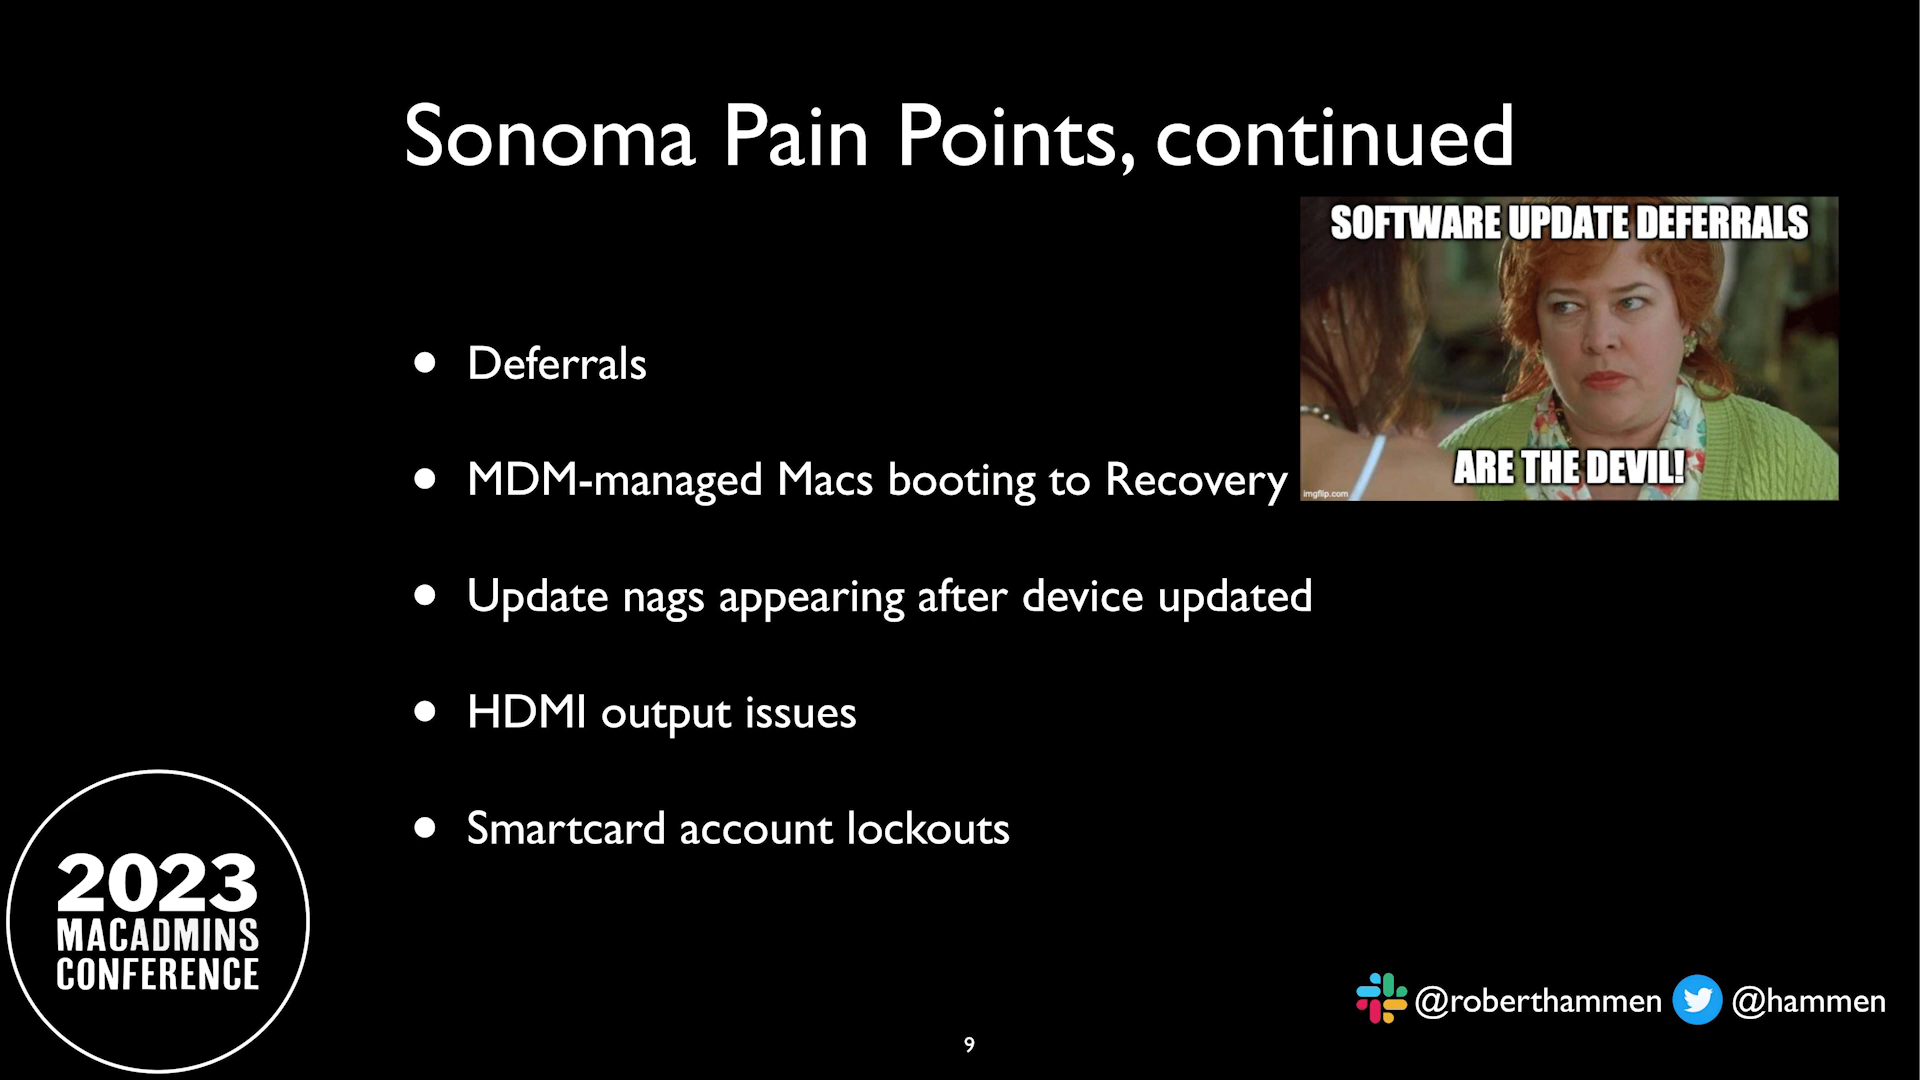 Sonoma Pain Points, continued
SOFTWARE UPDATE DEFERRALS
ARE THE DEVIL!
imgflip.com
• Deferrals
• MDM-managed Macs booting to Recovery
• Update nags appearing after device updated
• HDMI output issues
• Smartcard account lockouts
2023
MACADMINS
CONFERENCE
@roberthammen @hammen
9